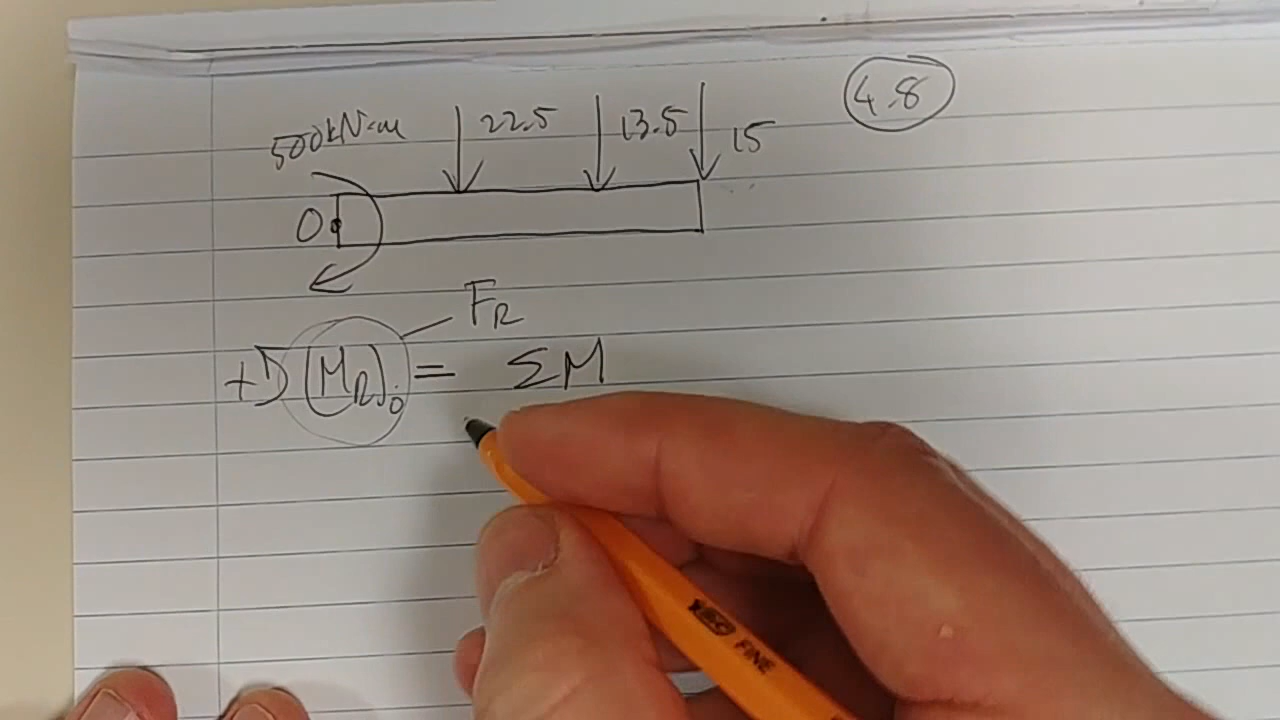 4.8
500kN·m 22.5 13.5 15
O
F_R
+↺ (M_R)_O = ΣM
BIC FINE